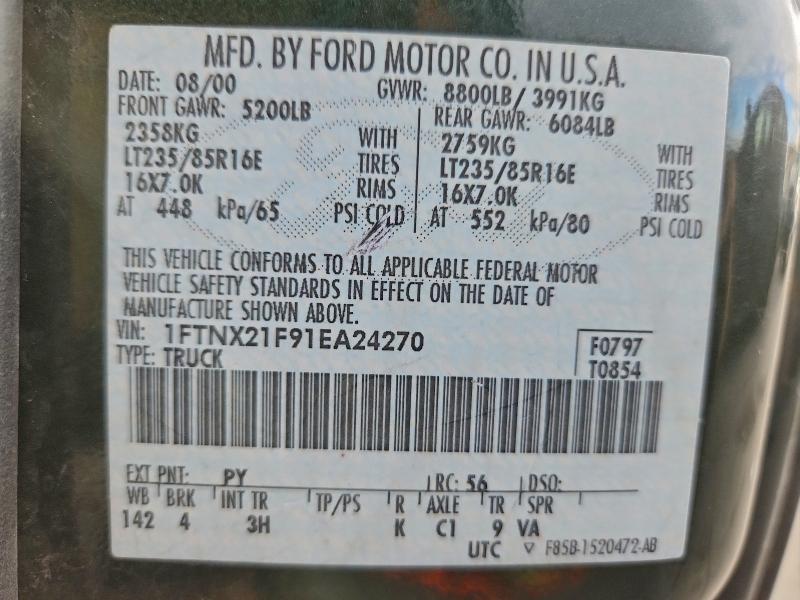 MFD. BY FORD MOTOR CO. IN U.S.A.
DATE: 08/00 GVWR: 8800LB/ 3991KG
FRONT GAWR: 5200LB REAR GAWR: 6084LB
2358KG WITH 2759KG WITH
LT235/85R16E TIRES LT235/85R16E TIRES
16X7.0K RIMS 16X7.0K RIMS
AT 448 kPa/65 PSI COLD AT 552 kPa/80 PSI COLD
THIS VEHICLE CONFORMS TO ALL APPLICABLE FEDERAL MOTOR
VEHICLE SAFETY STANDARDS IN EFFECT ON THE DATE OF
MANUFACTURE SHOWN ABOVE.
VIN: 1FTNX21F91EA24270 F0797
TYPE: TRUCK T0854
EXT PNT: PY RC: 56 DSO:
WB BRK INT TR TP/PS R AXLE TR SPR
142 4 3H K C1 9 VA
UTC ▽ F85B-1520472-AB